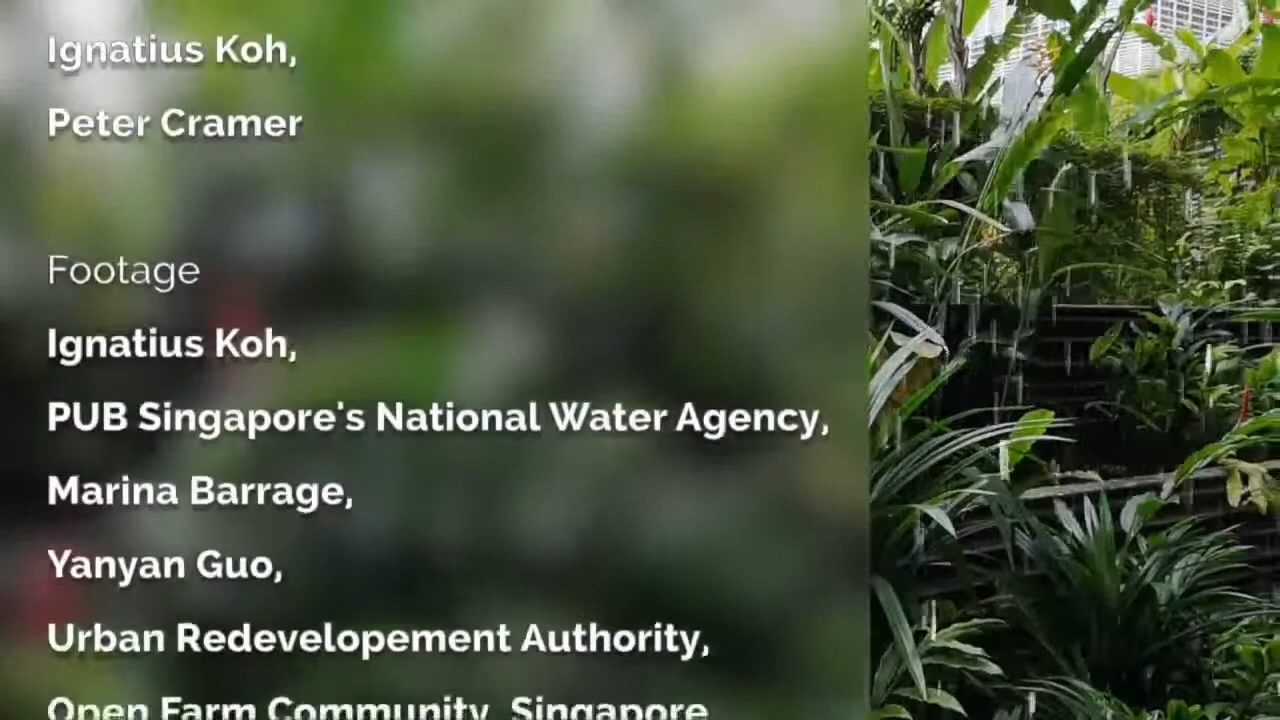 Ignatius Koh,
Peter Cramer
Footage
Ignatius Koh,
PUB Singapore's National Water Agency,
Marina Barrage,
Yanyan Guo,
Urban Redevelopement Authority,
Open Farm Community, Singapore